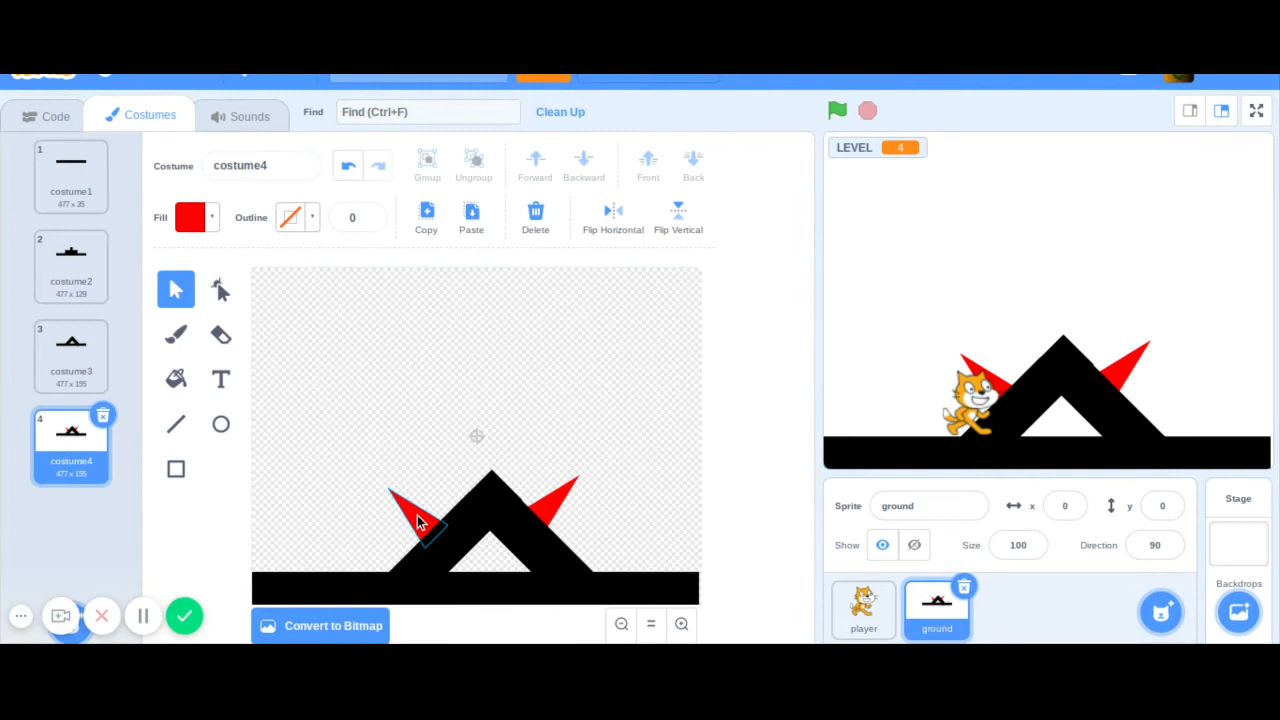 Code
Costumes
Sounds
Find
Find (Ctrl+F)
Clean Up
1
costume1
477 x 35
2
costume2
477 x 129
3
costume3
477 x 155
4
costume4
477 x 155
Costume
costume4
Group
Ungroup
Forward
Backward
Front
Back
Fill
Outline
0
Copy
Paste
Delete
Flip Horizontal
Flip Vertical
T
Convert to Bitmap
LEVEL 4
Sprite
ground
x
0
y
0
Show
Size
100
Direction
90
player
ground
Stage
Backdrops